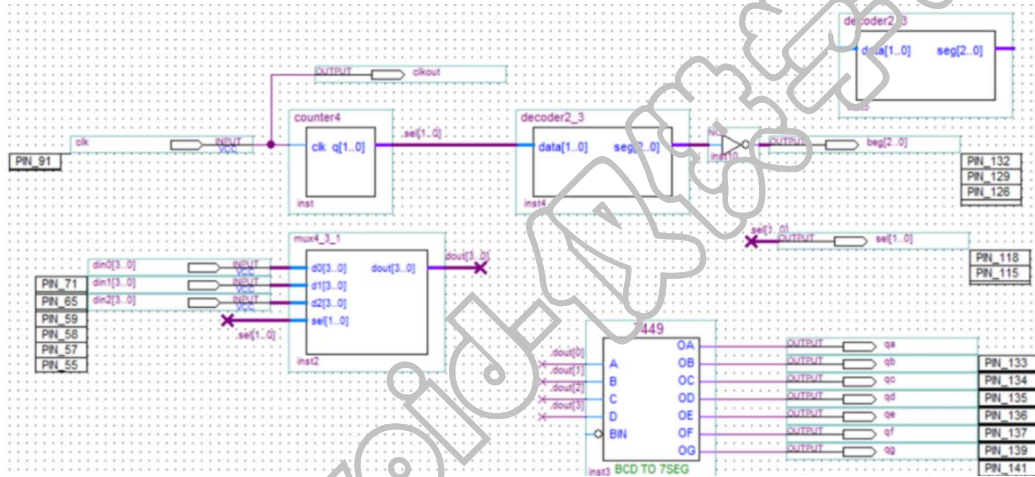 decoder2_3
data[1..0] seg[2..0]
OUTPUT clkout
counter4
decoder2_3
clk INPUT VCC
clk q[1..0]
sel[1..0]
data[1..0] seg[2..0]
NOT
OUTPUT beg[2..0]
inst10
PIN_91
PIN_132
PIN_129
PIN_126
inst
inst4
sel[1..0]
OUTPUT sel[1..0]
PIN_118
PIN_115
mux4_3_1
din0[3..0] INPUT VCC
din1[3..0] INPUT VCC
din2[3..0] INPUT VCC
d0[3..0] dout[3..0]
d1[3..0]
d2[3..0]
sel[1..0]
dout[3..0]
sel[1..0]
inst2
PIN_71
PIN_65
PIN_59
PIN_58
PIN_57
PIN_55
7449
dout[0]
dout[1]
dout[2]
dout[3]
A OA
B OB
C OC
D OD
OE
BIN OF
OG
inst3 BCD TO 7SEG
OUTPUT qa
OUTPUT qb
OUTPUT qc
OUTPUT qd
OUTPUT qe
OUTPUT qf
OUTPUT qg
PIN_133
PIN_134
PIN_135
PIN_136
PIN_137
PIN_139
PIN_141